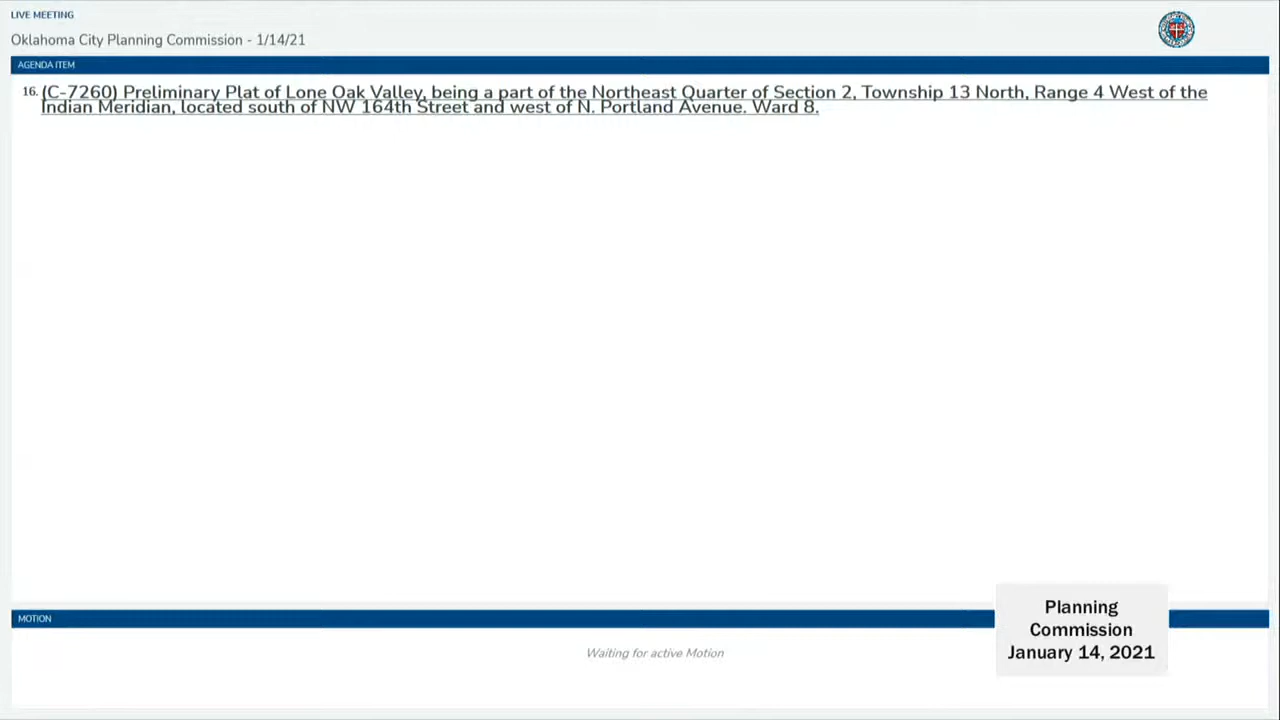 LIVE MEETING
Oklahoma City Planning Commission - 1/14/21
AGENDA ITEM
16. (C-7260) Preliminary Plat of Lone Oak Valley, being a part of the Northeast Quarter of Section 2, Township 13 North, Range 4 West of the
Indian Meridian, located south of NW 164th Street and west of N. Portland Avenue. Ward 8.
MOTION
Waiting for active Motion
Planning
Commission
January 14, 2021